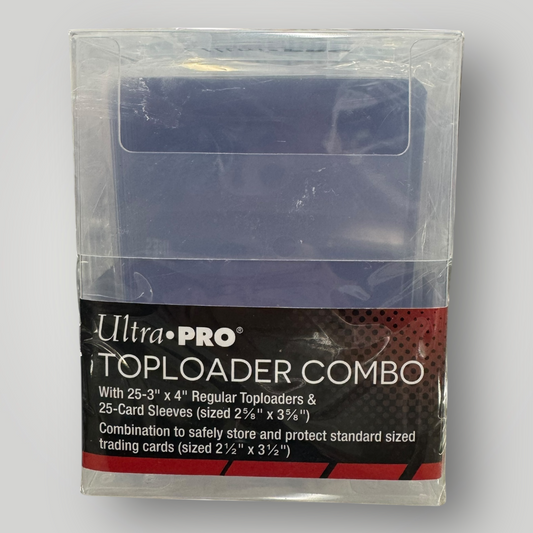 Ultra•PRO®
TOPLOADER COMBO
With 25-3" x 4" Regular Toploaders &
25-Card Sleeves (sized 2⅝" x 3⅝")
Combination to safely store and protect standard sized
trading cards (sized 2½" x 3½")